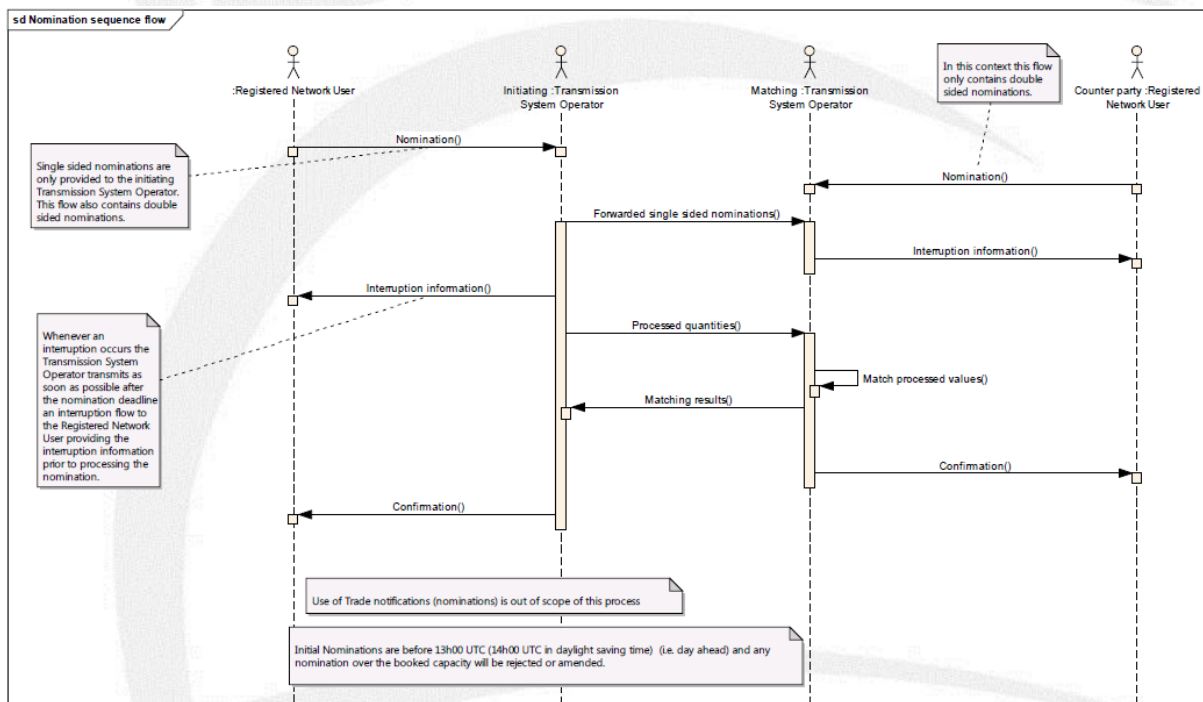 sd Nomination sequence flow
:Registered Network User
Initiating :Transmission
System Operator
Matching :Transmission
System Operator
Counter party :Registered
Network User
In this context this flow
only contains double
sided nominations.
Nomination()
Single sided nominations are
only provided to the initiating
Transmission System Operator.
This flow also contains double
sided nominations.
Nomination()
Forwarded single sided nominations()
Interruption information()
Interruption information()
Whenever an
interruption occurs the
Transmission System
Operator transmits as
soon as possible after
the nomination deadline
an interruption flow to
the Registered Network
User providing the
interruption information
prior to processing the
nomination.
Processed quantities()
Match processed values()
Matching results()
Confirmation()
Confirmation()
Use of Trade notifications (nominations) is out of scope of this process
Initial Nominations are before 13h00 UTC (14h00 UTC in daylight saving time) (i.e. day ahead) and any
nomination over the booked capacity will be rejected or amended.